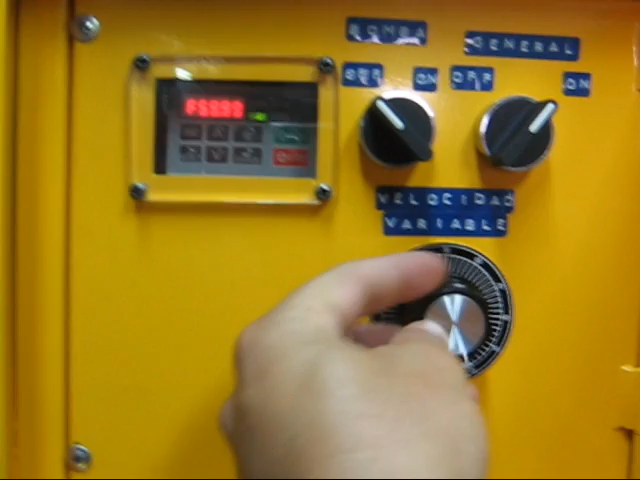 BOMBA
GENERAL
OFF
ON
OFF
ON
VELOCIDAD
VARIABLE